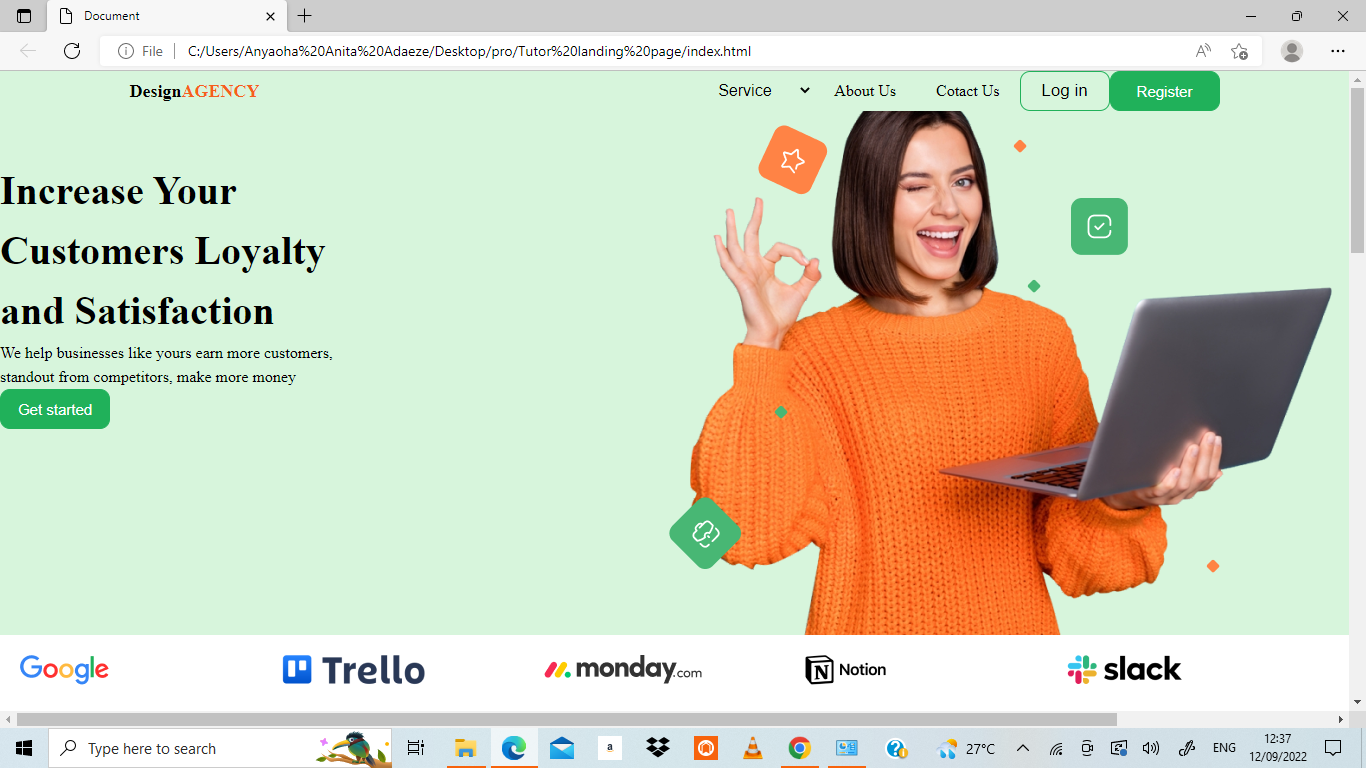 Document
File
C:/Users/Anyaoha%20Anita%20Adaeze/Desktop/pro/Tutor%20landing%20page/index.html
DesignAGENCY
Service
About Us
Cotact Us
Log in
Register
Increase Your
Customers Loyalty
and Satisfaction
We help businesses like yours earn more customers,
standout from competitors, make more money
Get started
Google
Trello
monday.com
Notion
slack
Type here to search
a
27°C
ENG
12:37
12/09/2022